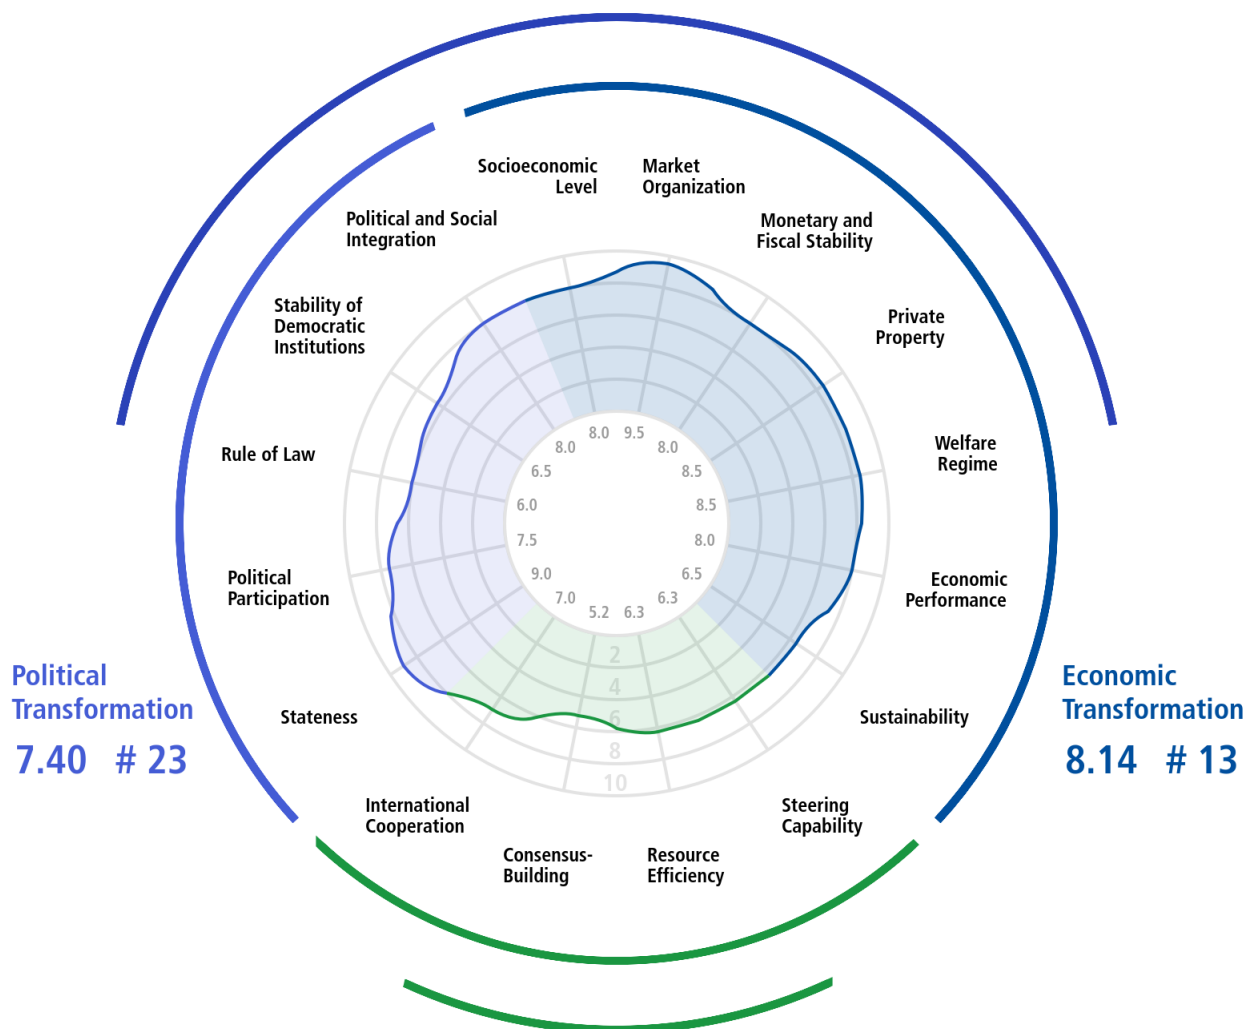 Socioeconomic
Level
Market
Organization
Political and Social
Integration
Monetary and
Fiscal Stability
Stability of
Democratic
Institutions
Private
Property
Rule of Law
Welfare
Regime
Political
Participation
Economic
Performance
Stateness
Sustainability
International
Cooperation
Steering
Capability
Consensus-
Building
Resource
Efficiency
8.0
9.5
8.0
8.0
6.5
8.5
6.0
8.5
7.5
8.0
9.0
6.5
7.0
6.3
5.2
6.3
2
4
6
8
10
Political
Transformation
7.40 # 23
Economic
Transformation
8.14 # 13